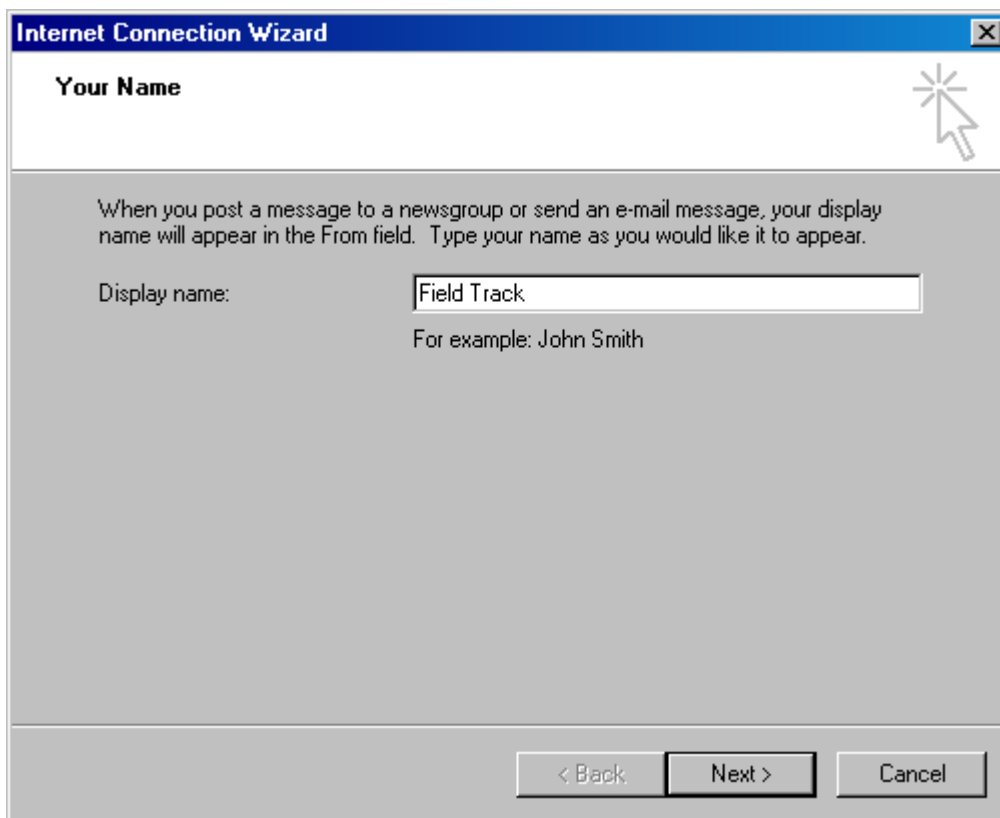 Internet Connection Wizard
Your Name
When you post a message to a newsgroup or send an e-mail message, your display
name will appear in the From field.  Type your name as you would like it to appear.
Display name:
Field Track
For example: John Smith
< Back
Next >
Cancel